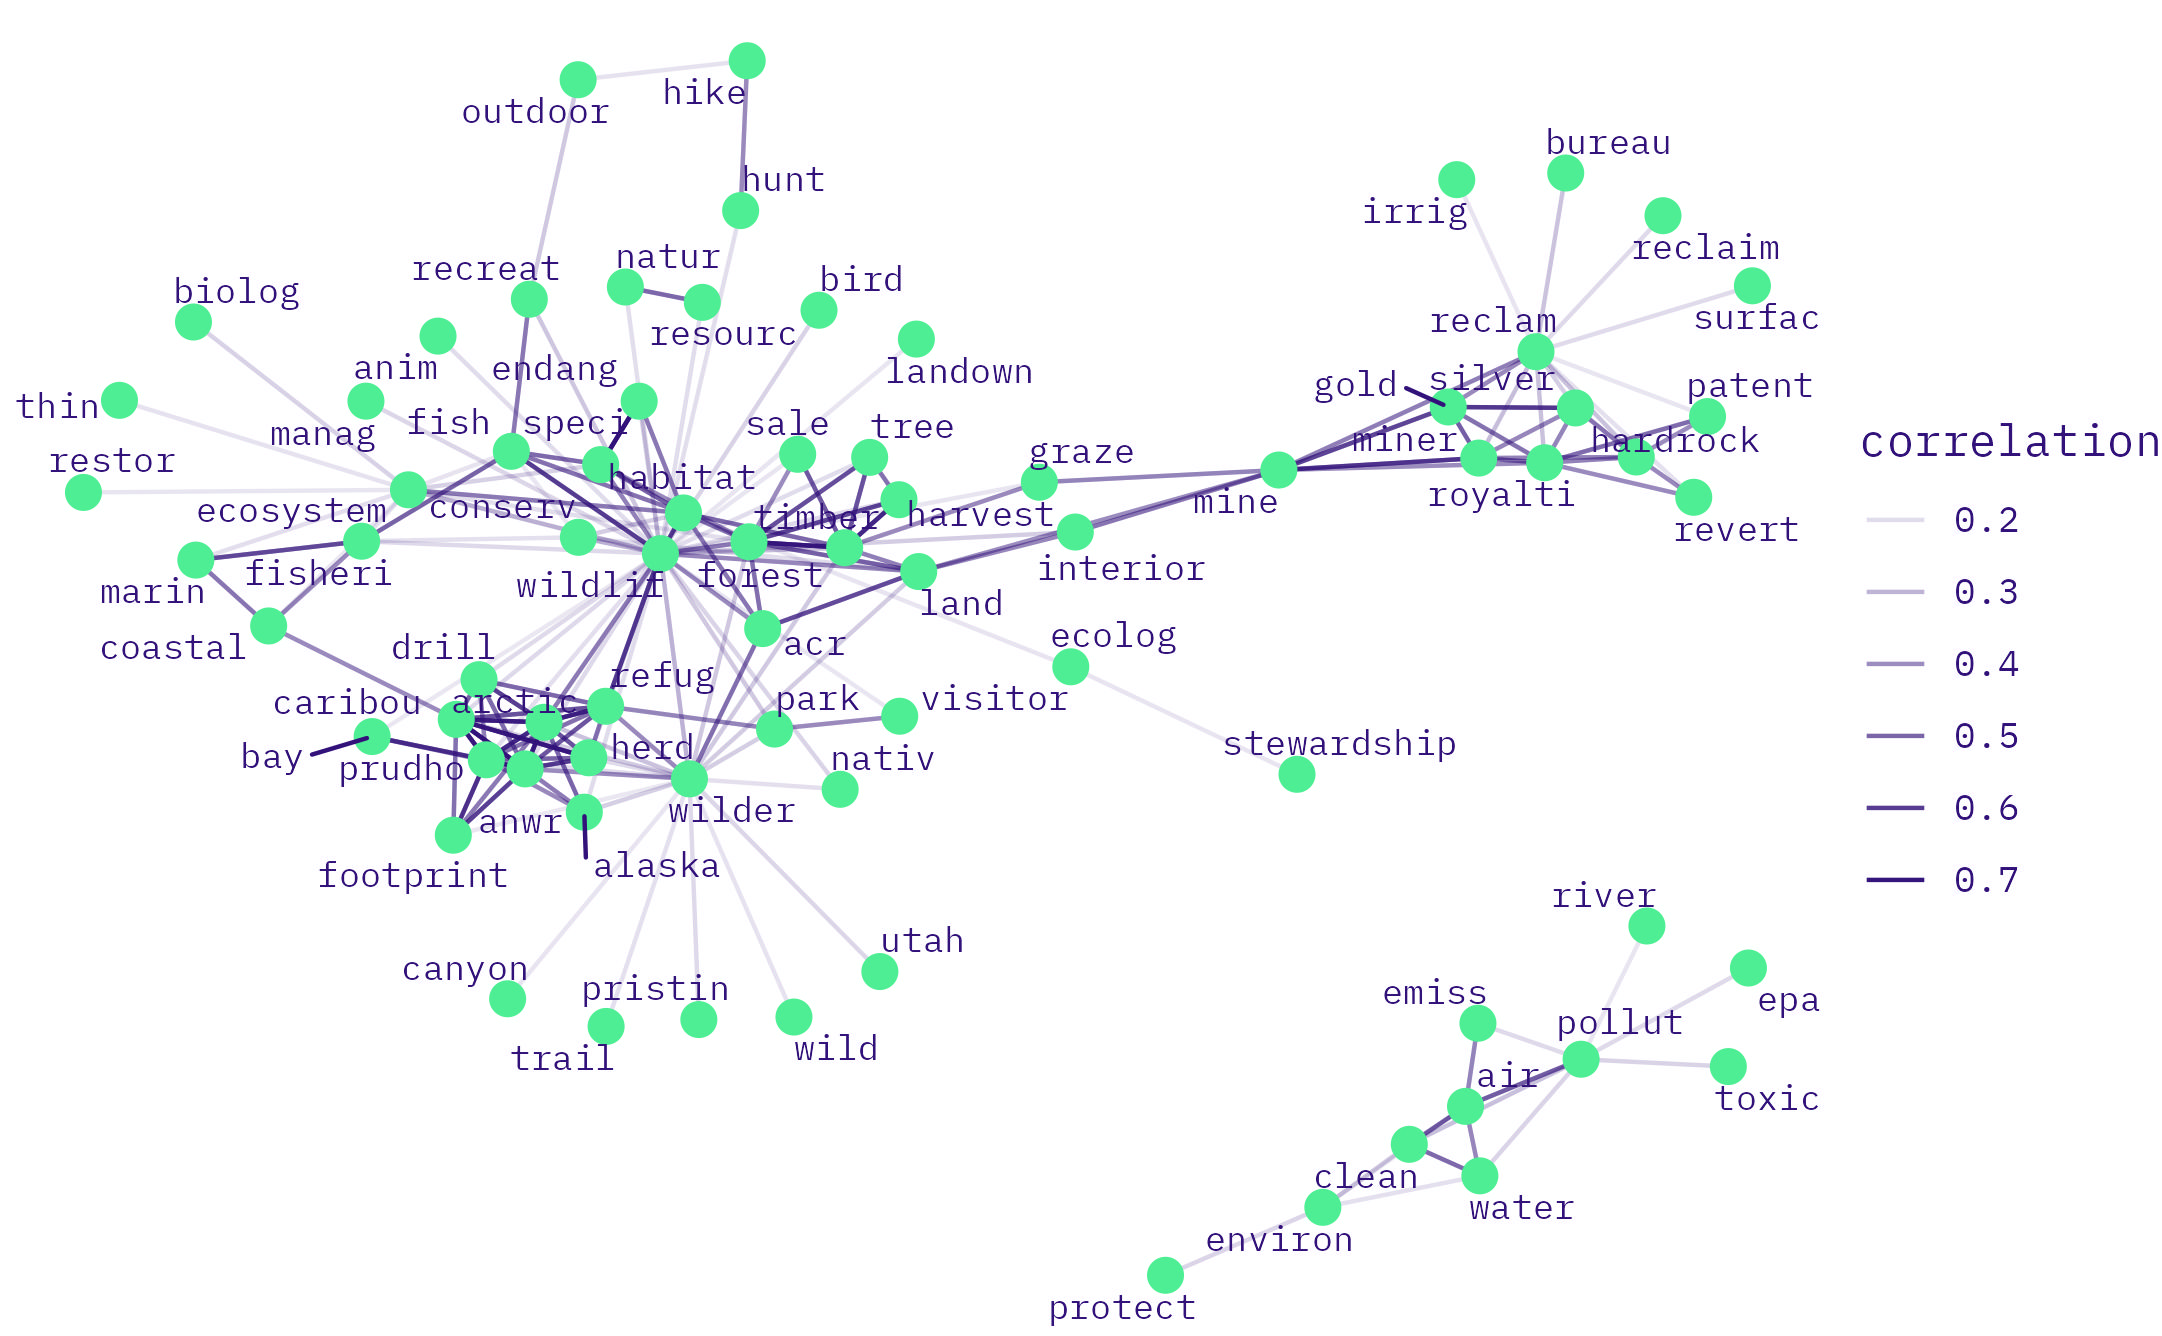 outdoor
hike
hunt
bureau
irrig
recreat
natur
bird
reclaim
biolog
resourc
surfac
reclam
anim
endang
landown
gold
silver
patent
thin
manag
fish
speci
sale
tree
restor
habitat
graze
miner
hardrock
correlation
ecosystem
conserv
timber
harvest
mine
royalti
0.2
revert
marin
fisheri
wildlif
forest
interior
0.3
coastal
drill
acr
land
ecolog
0.4
caribou
arctic
refug
park
visitor
bay
prudho
herd
nativ
stewardship
0.5
anwr
wilder
0.6
footprint
alaska
0.7
river
canyon
pristin
utah
emiss
epa
trail
wild
pollut
air
toxic
clean
water
environ
protect